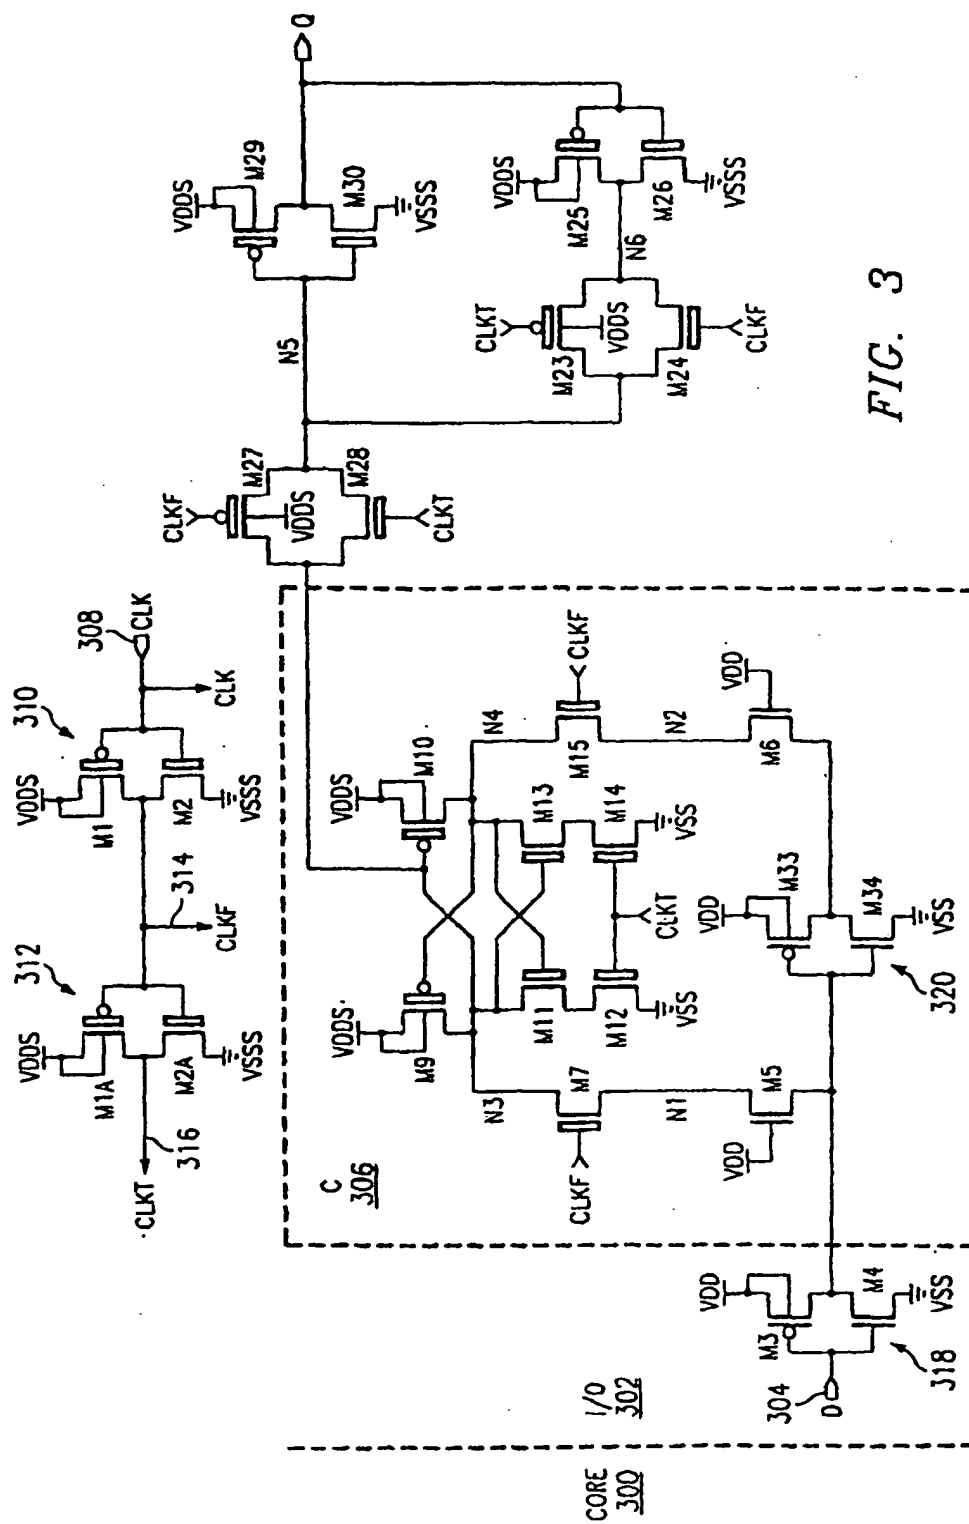 VDDS
M1A
M2A
VSSS
312
316
.CLKT
314
CLKF
VDDS
M1
M2
VSSS
310
308
CLK
CLK
CLKF
M27
VDDS
M28
CLKT
N5
VDDS
M29
M30
VSSS
Q
CLKT
M23
VDDS
M24
CLKF
N6
VDDS
M25
M26
VSSS
C
306
VDDS.
M9
VDDS
M10
N3
N4
M11
M12
VSS
M13
M14
VSS
CLKT
CLKF
M7
M15
CLKF
N1
N2
VDD
M5
M6
VDD
VDD
M33
M34
VSS
320
CORE
300
I/O
302
304
D
VDD
M3
M4
VSS
318
FIG. 3